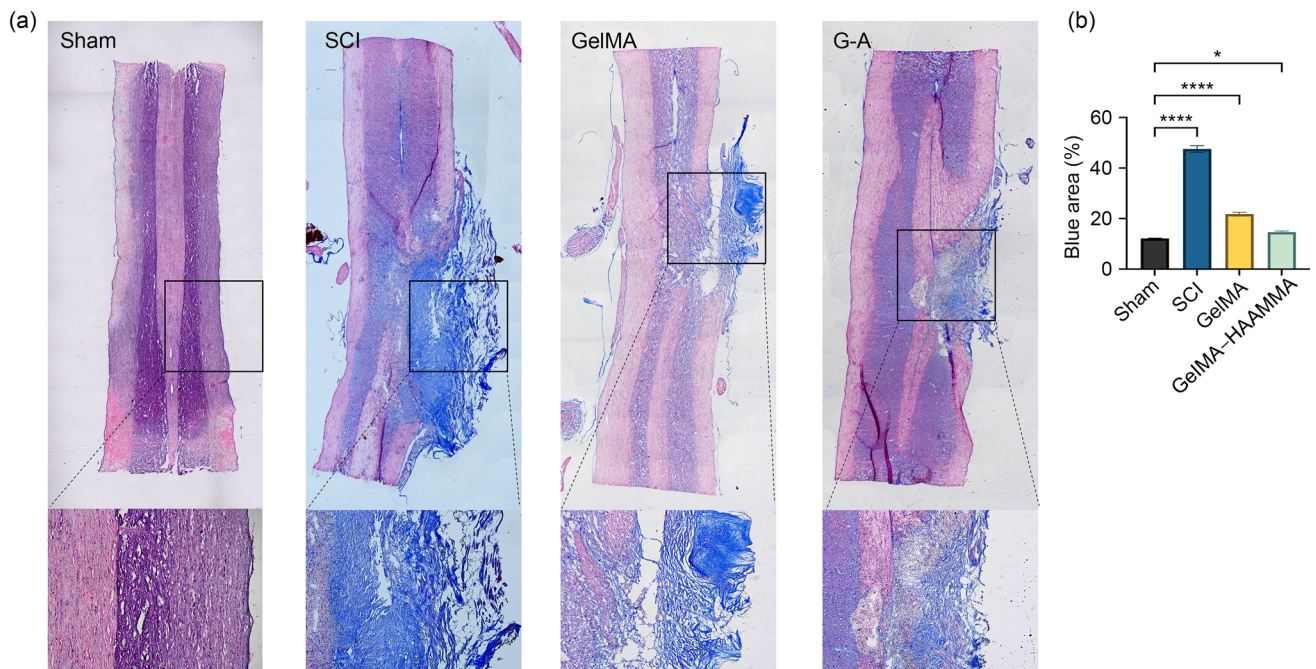 (a)
Sham
SCI
GelMA
G-A
(b)
*
****
****
Blue area (%)
60
40
20
0
Sham
SCI
GelMA
GelMA–HAAMMA